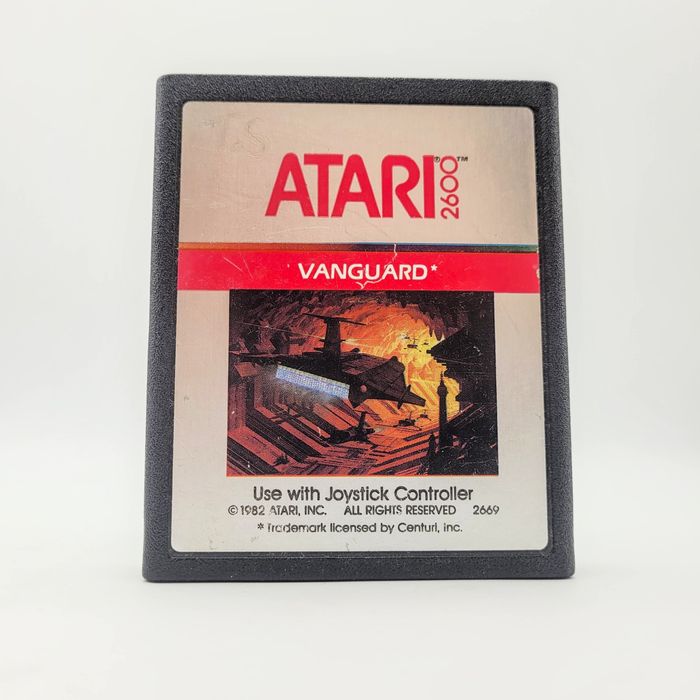 ATARI® 2600™
VANGUARD*
Use with Joystick Controller
© 1982 ATARI, INC. ALL RIGHTS RESERVED 2669
* Trademark licensed by Centuri, Inc.